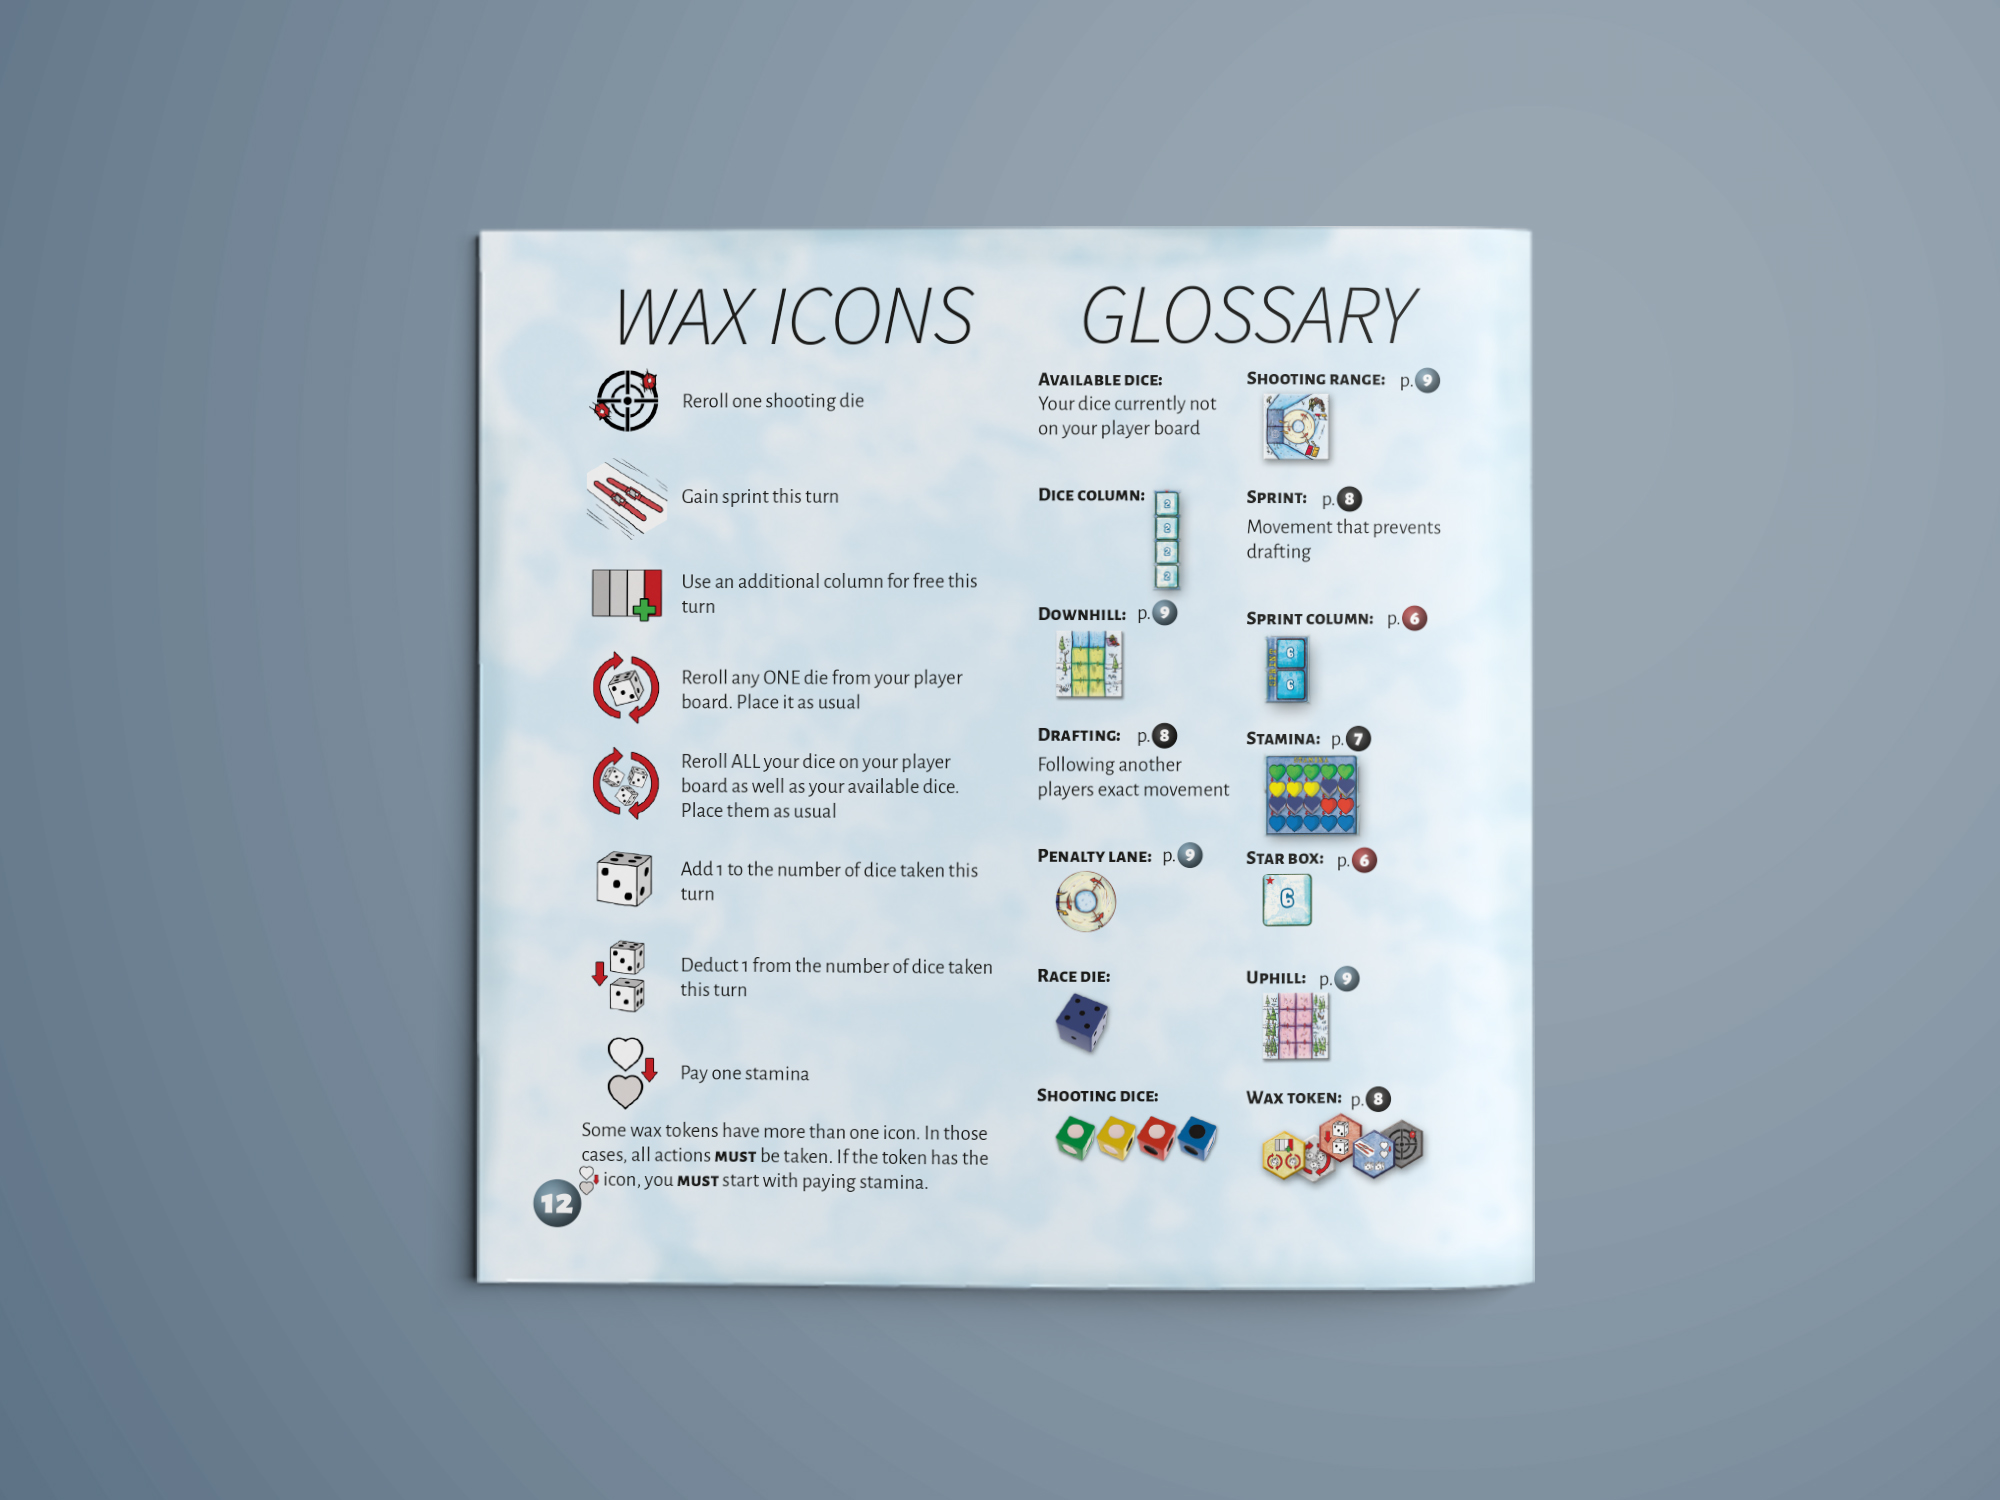 WAX ICONS
Reroll one shooting die
Gain sprint this turn
Use an additional column for free this
turn
Reroll any ONE die from your player
board. Place it as usual
Reroll ALL your dice on your player
board as well as your available dice.
Place them as usual
Add 1 to the number of dice taken this
turn
Deduct 1 from the number of dice taken
this turn
Pay one stamina
Some wax tokens have more than one icon. In those
cases, all actions MUST be taken. If the token has the
icon, you MUST start with paying stamina.
12
GLOSSARY
AVAILABLE DICE:
Your dice currently not
on your player board
DICE COLUMN:
2
2
2
2
DOWNHILL: p. 9
DRAFTING: p. 8
Following another
players exact movement
PENALTY LANE: p. 9
RACE DIE:
SHOOTING DICE:
SHOOTING RANGE: p. 9
SPRINT: p. 8
Movement that prevents
drafting
SPRINT COLUMN: p. 6
6
6
STAMINA: p. 7
STAR BOX: p. 6
6
UPHILL: p. 9
WAX TOKEN: p. 8